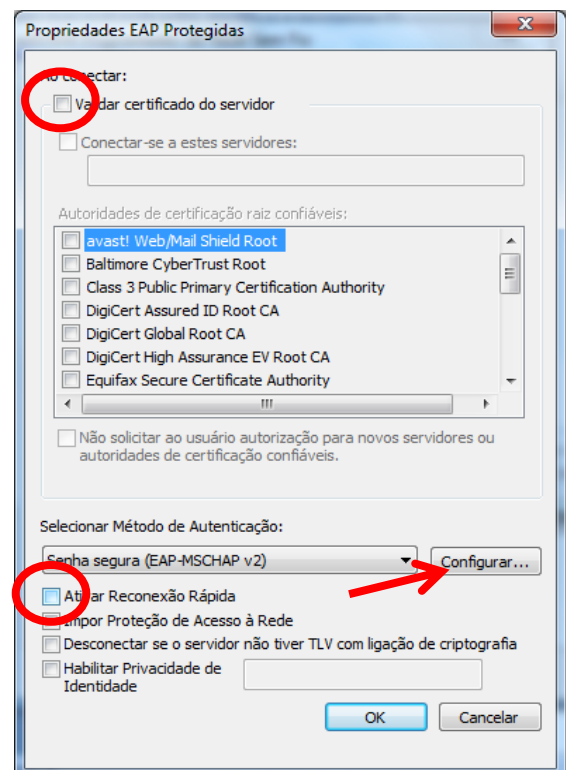 Propriedades EAP Protegidas
Ao conectar:
Validar certificado do servidor
Conectar-se a estes servidores:
Autoridades de certificação raiz confiáveis:
avast! Web/Mail Shield Root
Baltimore CyberTrust Root
Class 3 Public Primary Certification Authority
DigiCert Assured ID Root CA
DigiCert Global Root CA
DigiCert High Assurance EV Root CA
Equifax Secure Certificate Authority
Não solicitar ao usuário autorização para novos servidores ou
autoridades de certificação confiáveis.
Selecionar Método de Autenticação:
Senha segura (EAP-MSCHAP v2)
Configurar...
Ativar Reconexão Rápida
Impor Proteção de Acesso à Rede
Desconectar se o servidor não tiver TLV com ligação de criptografia
Habilitar Privacidade de
Identidade
OK
Cancelar